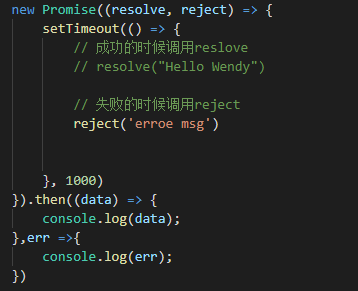 new Promise((resolve, reject) => {
    setTimeout(() => {
        // 成功的时候调用reslove
        // resolve("Hello Wendy")

        // 失败的时候调用reject
        reject('erroe msg')


    }, 1000)
}).then((data) => {
    console.log(data);
},err =>{
    console.log(err);
})